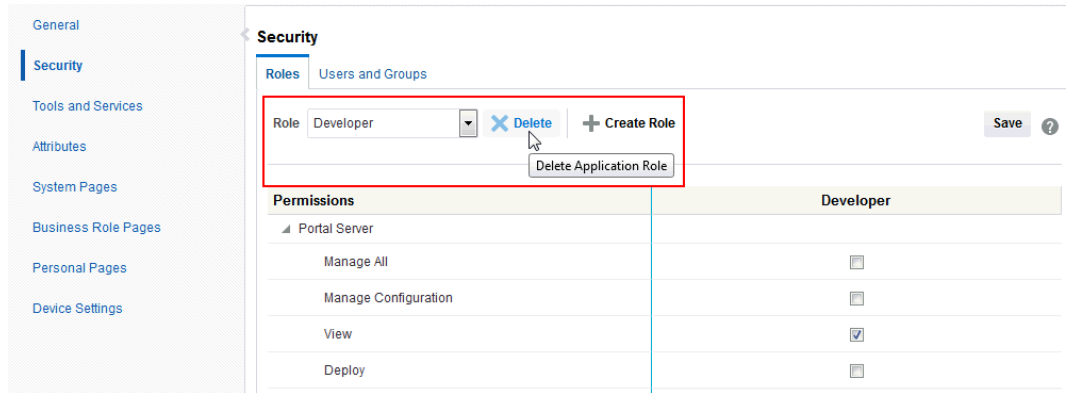 General
Security
Tools and Services
Attributes
System Pages
Business Role Pages
Personal Pages
Device Settings
Security
Roles Users and Groups
Role Developer Delete Create Role Save
Delete Application Role
Permissions Developer
Portal Server
Manage All
Manage Configuration
View
Deploy